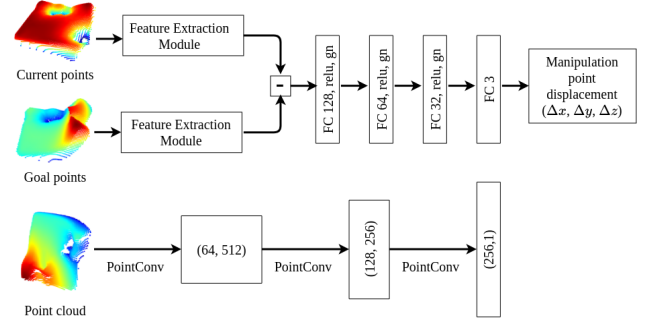 Current points
Feature Extraction
Module
-
FC 128, relu, gn
FC 64, relu, gn
FC 32, relu, gn
FC 3
Manipulation
point
displacement
(Δx, Δy, Δz)
Goal points
Feature Extraction
Module
Point cloud
PointConv
(64, 512)
PointConv
(128, 256)
PointConv
(256,1)